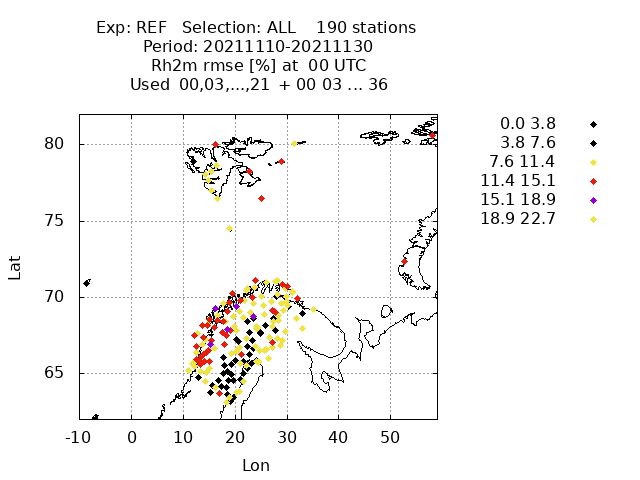 Exp: REF   Selection: ALL    190 stations
Period: 20211110-20211130
Rh2m rmse [%] at  00 UTC
Used  00,03,...,21  + 00 03 ... 36
0.0 3.8
3.8 7.6
7.6 11.4
11.4 15.1
15.1 18.9
18.9 22.7
80
75
70
65
Lat
-10 0 10 20 30 40 50
Lon